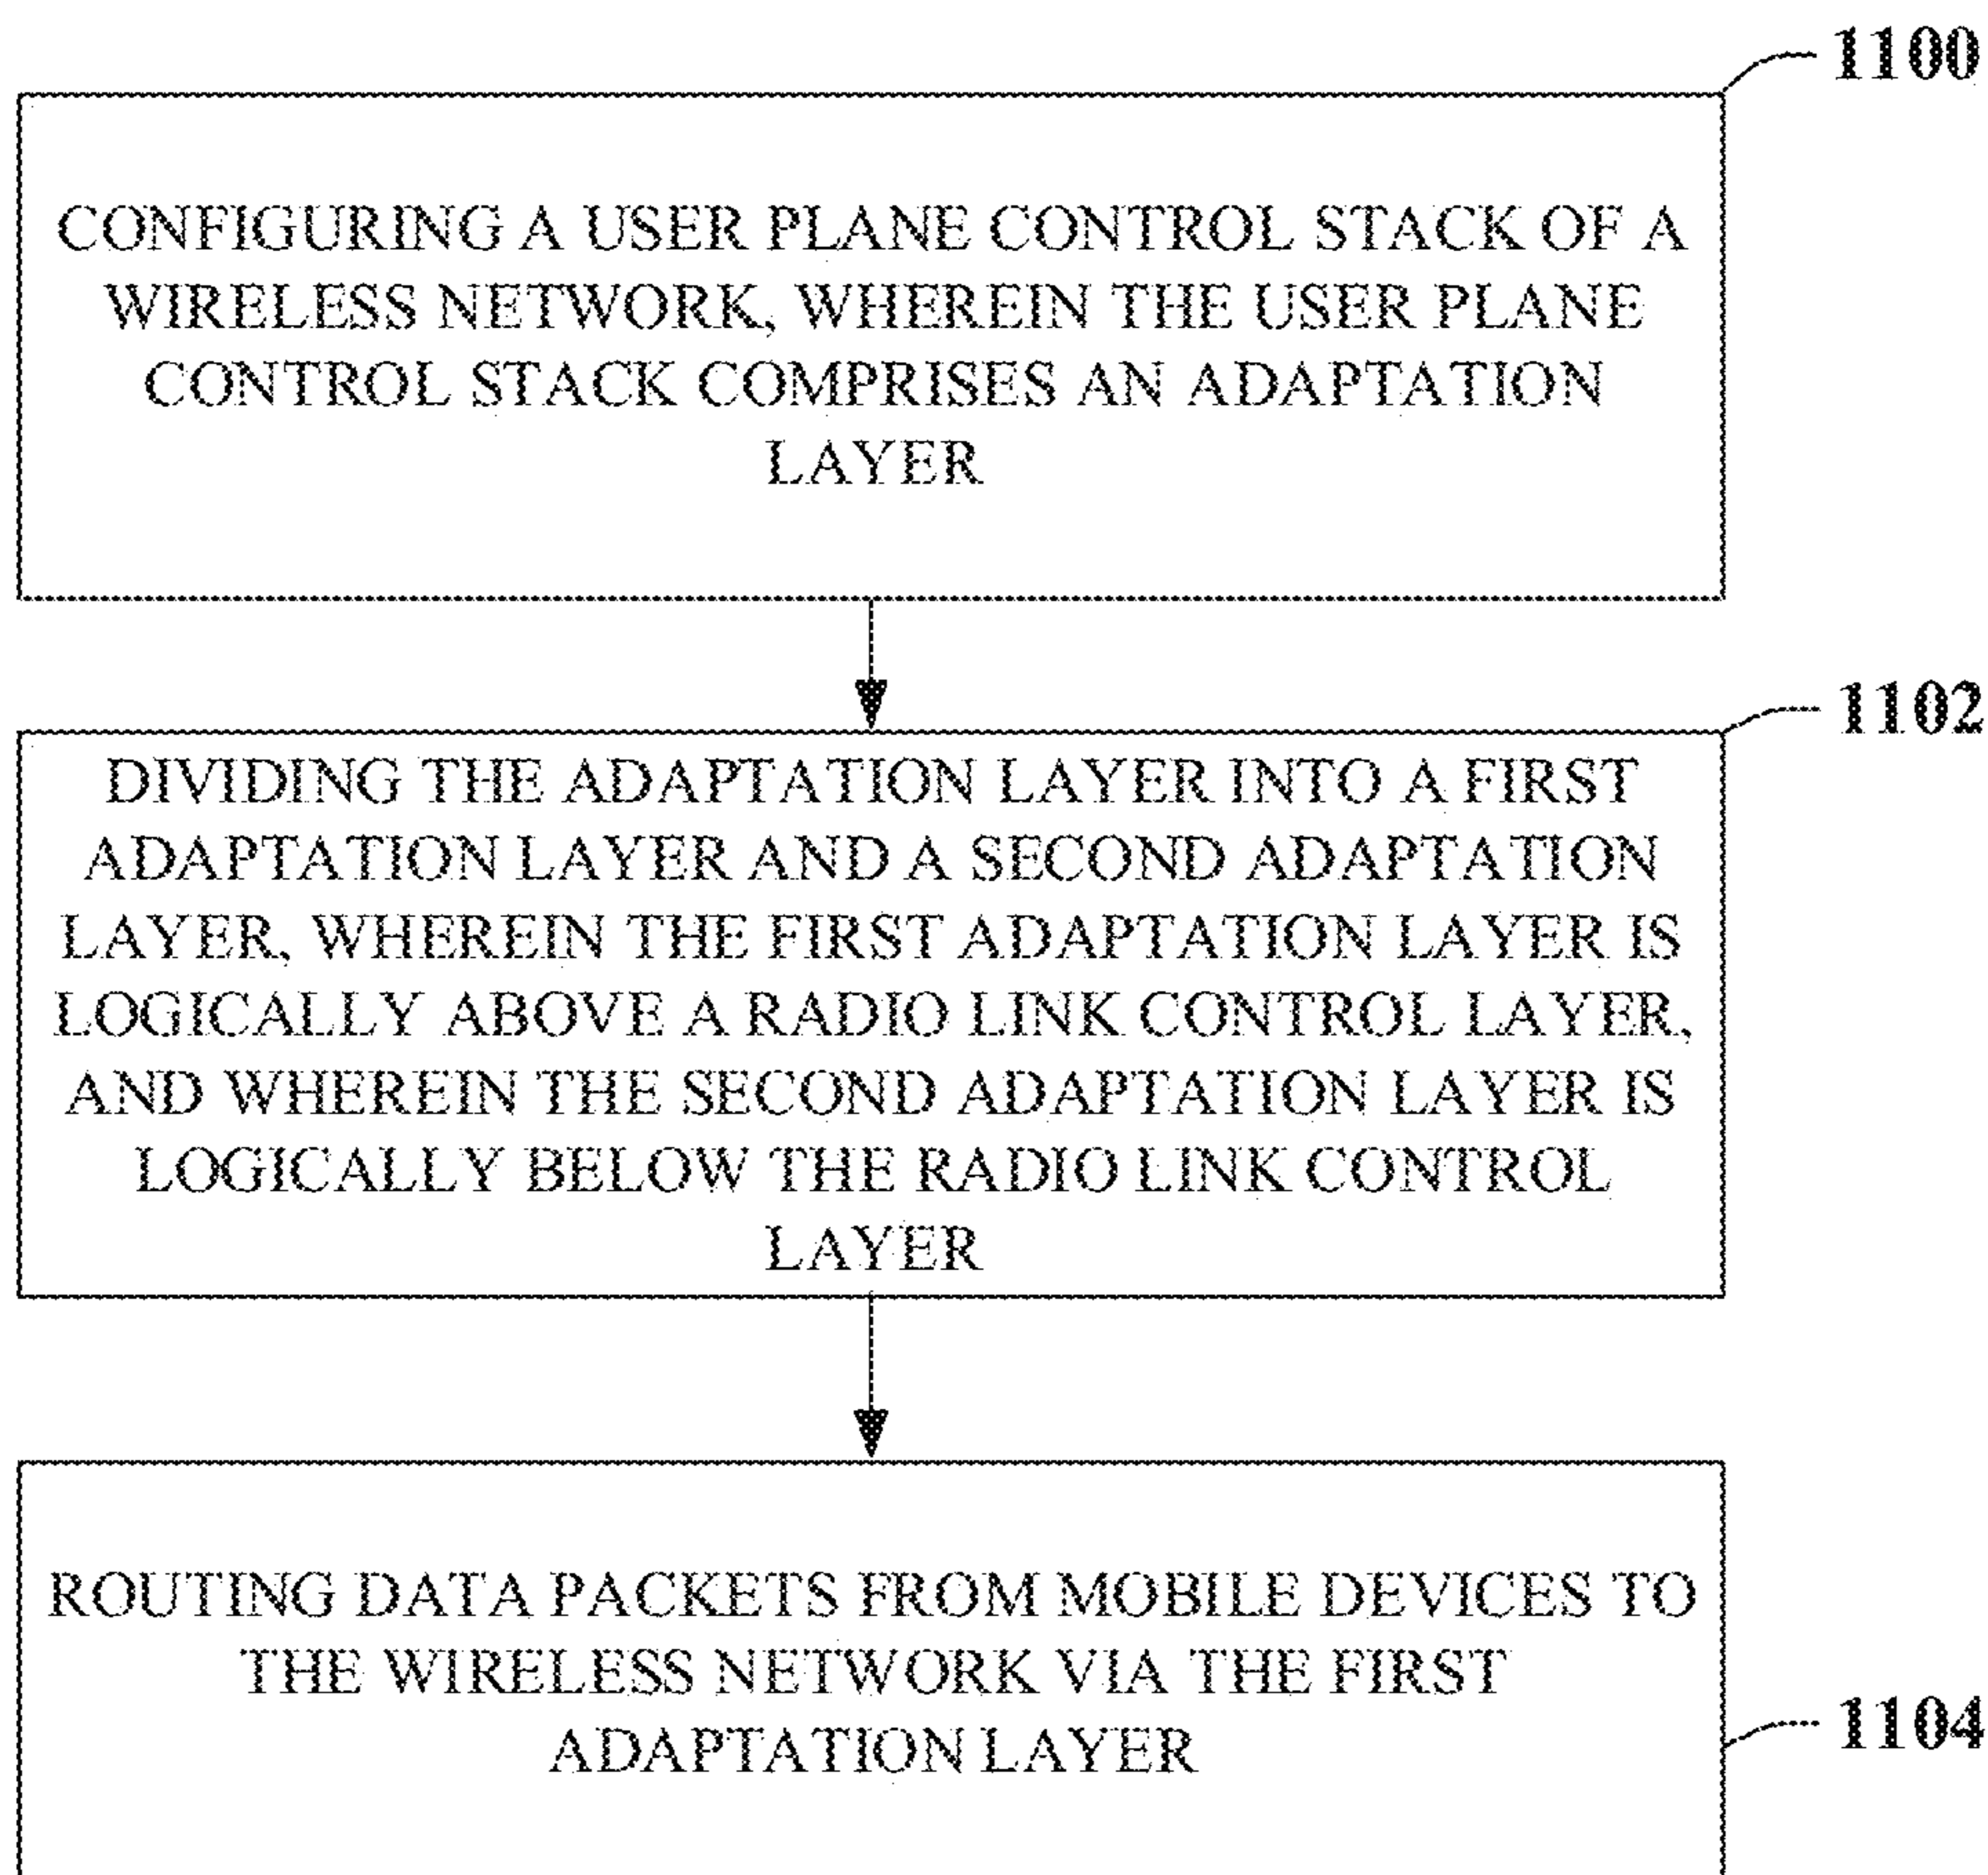 1100
CONFIGURING A USER PLANE CONTROL STACK OF A
WIRELESS NETWORK, WHEREIN THE USER PLANE
CONTROL STACK COMPRISES AN ADAPTATION
LAYER
1102
DIVIDING THE ADAPTATION LAYER INTO A FIRST
ADAPTATION LAYER AND A SECOND ADAPTATION
LAYER, WHEREIN THE FIRST ADAPTATION LAYER IS
LOGICALLY ABOVE A RADIO LINK CONTROL LAYER,
AND WHEREIN THE SECOND ADAPTATION LAYER IS
LOGICALLY BELOW THE RADIO LINK CONTROL
LAYER
ROUTING DATA PACKETS FROM MOBILE DEVICES TO
THE WIRELESS NETWORK VIA THE FIRST
ADAPTATION LAYER
1104